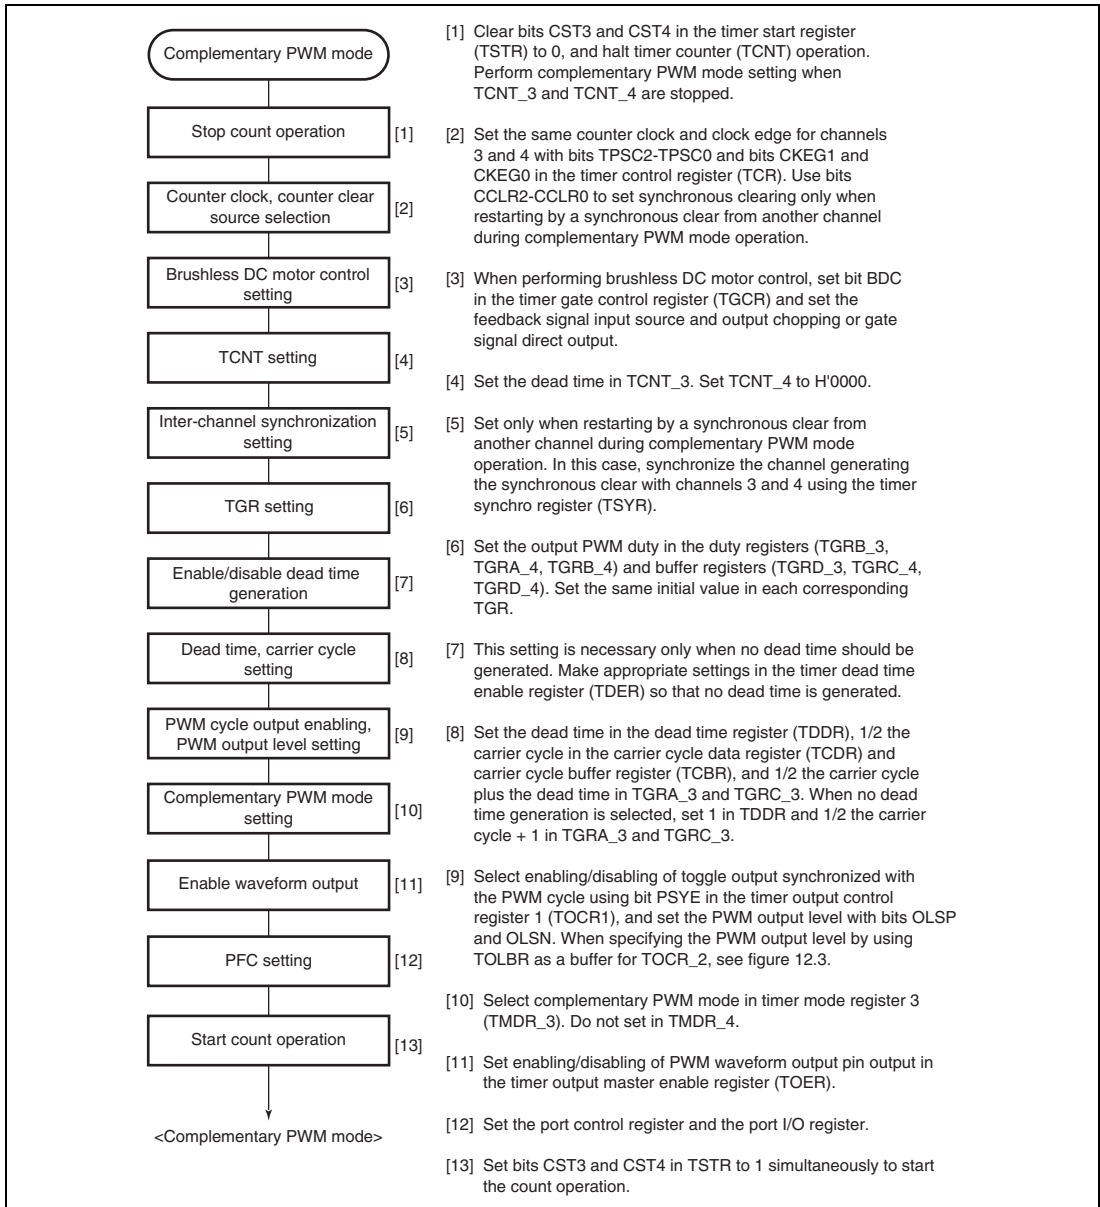 Complementary PWM mode
Stop count operation
[1]
Counter clock, counter clear
source selection
[2]
Brushless DC motor control
setting
[3]
TCNT setting
[4]
Inter-channel synchronization
setting
[5]
TGR setting
[6]
Enable/disable dead time
generation
[7]
Dead time, carrier cycle
setting
[8]
PWM cycle output enabling,
PWM output level setting
[9]
Complementary PWM mode
setting
[10]
Enable waveform output
[11]
PFC setting
[12]
Start count operation
[13]
<Complementary PWM mode>
[1] Clear bits CST3 and CST4 in the timer start register
(TSTR) to 0, and halt timer counter (TCNT) operation.
Perform complementary PWM mode setting when
TCNT_3 and TCNT_4 are stopped.
[2] Set the same counter clock and clock edge for channels
3 and 4 with bits TPSC2-TPSC0 and bits CKEG1 and
CKEG0 in the timer control register (TCR). Use bits
CCLR2-CCLR0 to set synchronous clearing only when
restarting by a synchronous clear from another channel
during complementary PWM mode operation.
[3] When performing brushless DC motor control, set bit BDC
in the timer gate control register (TGCR) and set the
feedback signal input source and output chopping or gate
signal direct output.
[4] Set the dead time in TCNT_3. Set TCNT_4 to H'0000.
[5] Set only when restarting by a synchronous clear from
another channel during complementary PWM mode
operation. In this case, synchronize the channel generating
the synchronous clear with channels 3 and 4 using the timer
synchro register (TSYR).
[6] Set the output PWM duty in the duty registers (TGRB_3,
TGRA_4, TGRB_4) and buffer registers (TGRD_3, TGRC_4,
TGRD_4). Set the same initial value in each corresponding
TGR.
[7] This setting is necessary only when no dead time should be
generated. Make appropriate settings in the timer dead time
enable register (TDER) so that no dead time is generated.
[8] Set the dead time in the dead time register (TDDR), 1/2 the
carrier cycle in the carrier cycle data register (TCDR) and
carrier cycle buffer register (TCBR), and 1/2 the carrier cycle
plus the dead time in TGRA_3 and TGRC_3. When no dead
time generation is selected, set 1 in TDDR and 1/2 the carrier
cycle + 1 in TGRA_3 and TGRC_3.
[9] Select enabling/disabling of toggle output synchronized with
the PWM cycle using bit PSYE in the timer output control
register 1 (TOCR1), and set the PWM output level with bits OLSP
and OLSN. When specifying the PWM output level by using
TOLBR as a buffer for TOCR_2, see figure 12.3.
[10] Select complementary PWM mode in timer mode register 3
(TMDR_3). Do not set in TMDR_4.
[11] Set enabling/disabling of PWM waveform output pin output in
the timer output master enable register (TOER).
[12] Set the port control register and the port I/O register.
[13] Set bits CST3 and CST4 in TSTR to 1 simultaneously to start
the count operation.